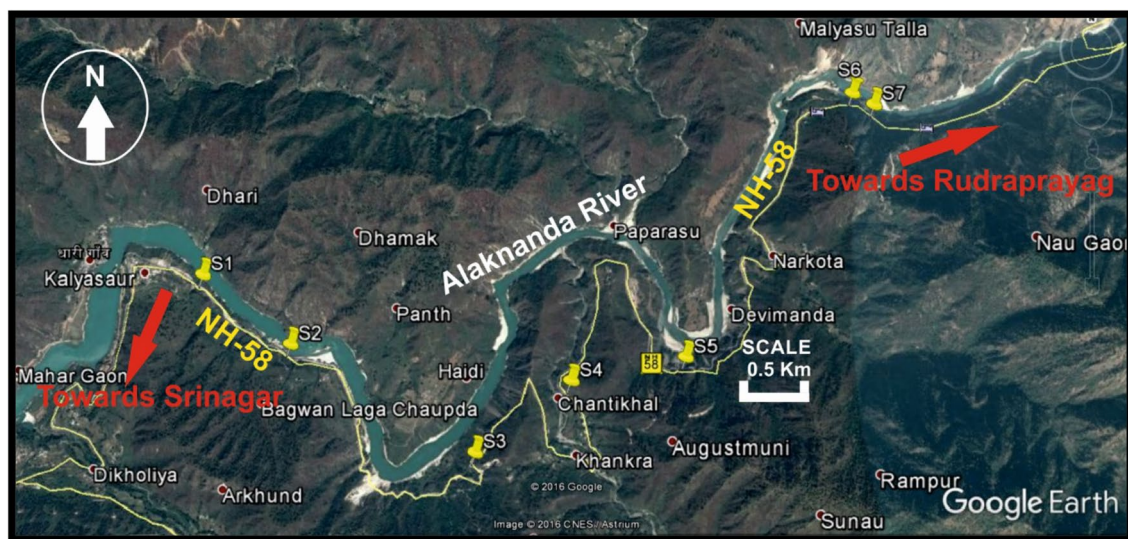 N
Malyasu Talla
S6
S7
Towards Rudraprayag
NH-58
Dhari
Alaknanda River
Paparasu
Dhamak
Nau Gaon
धारी गाँव
Kalyasaur
S1
Narkota
Panth
Devimanda
NH-58
S2
SCALE
0.5 Km
S5
58
Mahar Gaon
Haidi
S4
Towards Srinagar
Chantikhal
Bagwan Laga Chaupda
S3
Augustmuni
Khankra
Dikholiya
Arkhund
Rampur
© 2016 Google
Google Earth
Image © 2016 CNES / Astrium
Sunau